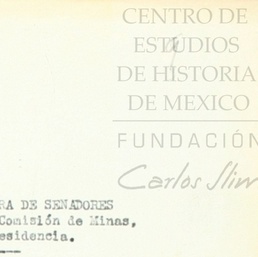 CENTRO DE
ESTUDIOS
DE HISTORIA
DE MEXICO
FUNDACIÓN
Carlos Slim
RA DE SENADORES
Comisión de Minas,
esidencia.